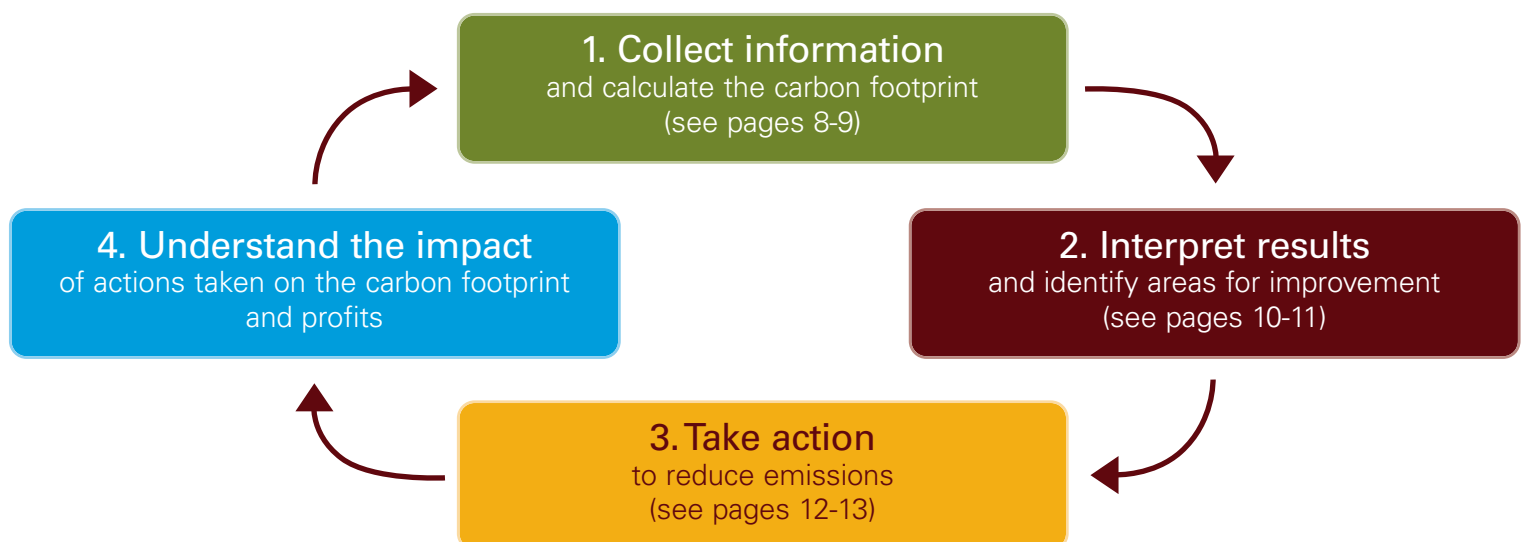 1. Collect information
and calculate the carbon footprint
(see pages 8-9)
2. Interpret results
and identify areas for improvement
(see pages 10-11)
3. Take action
to reduce emissions
(see pages 12-13)
4. Understand the impact
of actions taken on the carbon footprint
and profits